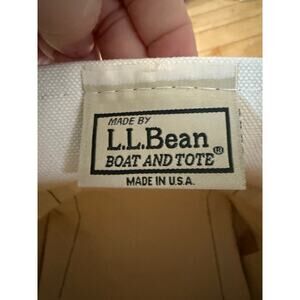 MADE BY
L.L.Bean®
BOAT AND TOTE
MADE IN U.S.A.